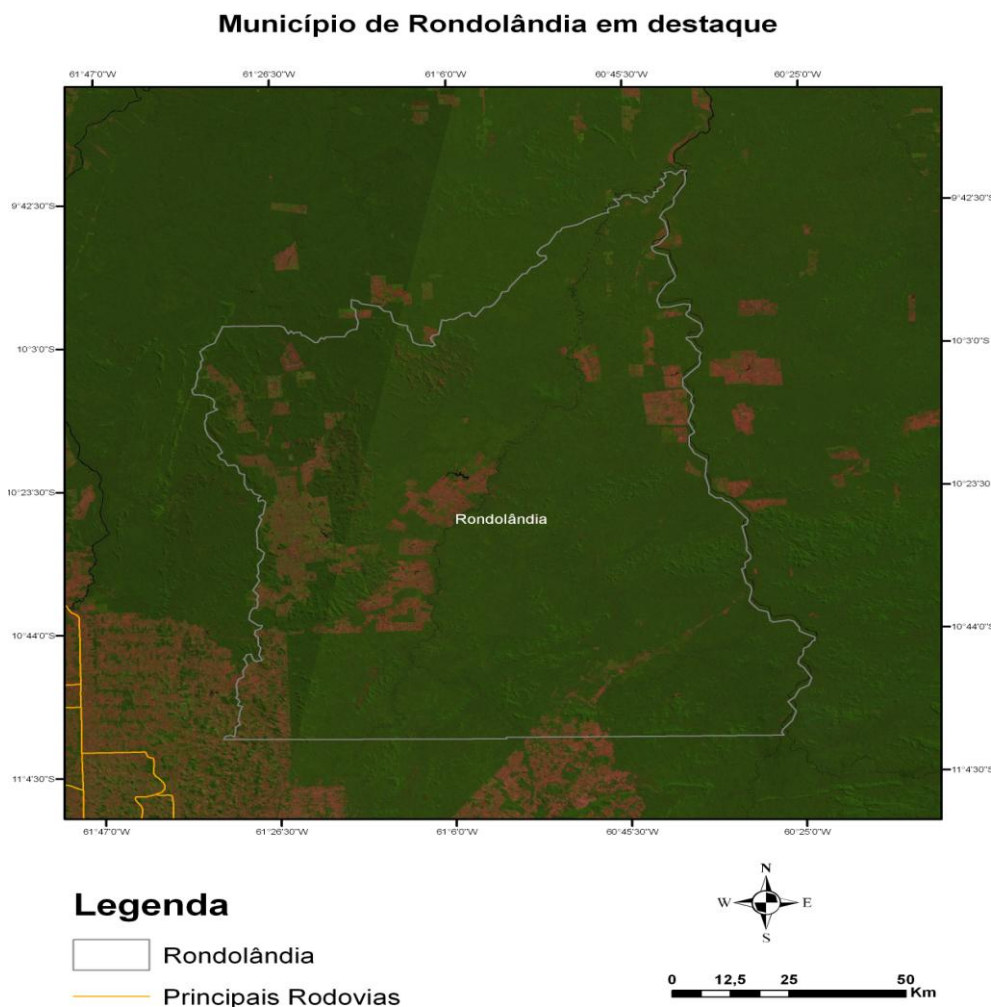 Município de Rondolândia em destaque
61°47'0"W 61°26'30"W 61°6'0"W 60°45'30"W 60°25'0"W
9°42'30"S 9°42'30"S
10°3'0"S 10°3'0"S
10°23'30"S 10°23'30"S
Rondolândia
10°44'0"S 10°44'0"S
11°4'30"S 11°4'30"S
61°47'0"W 61°26'30"W 61°6'0"W 60°45'30"W 60°25'0"W
N
W E
S
Legenda
Rondolândia
Principais Rodovias
0 12,5 25 50
Km